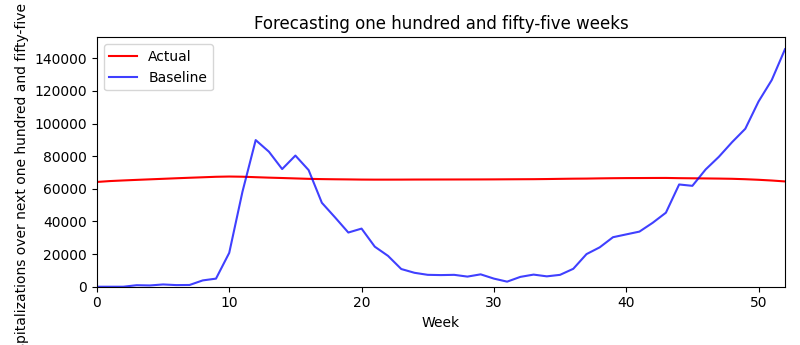 Forecasting one hundred and fifty-five weeks
Actual
Baseline
pitalizations over next one hundred and fifty-five
140000
120000
100000
80000
60000
40000
20000
0
0 10 20 30 40 50
Week